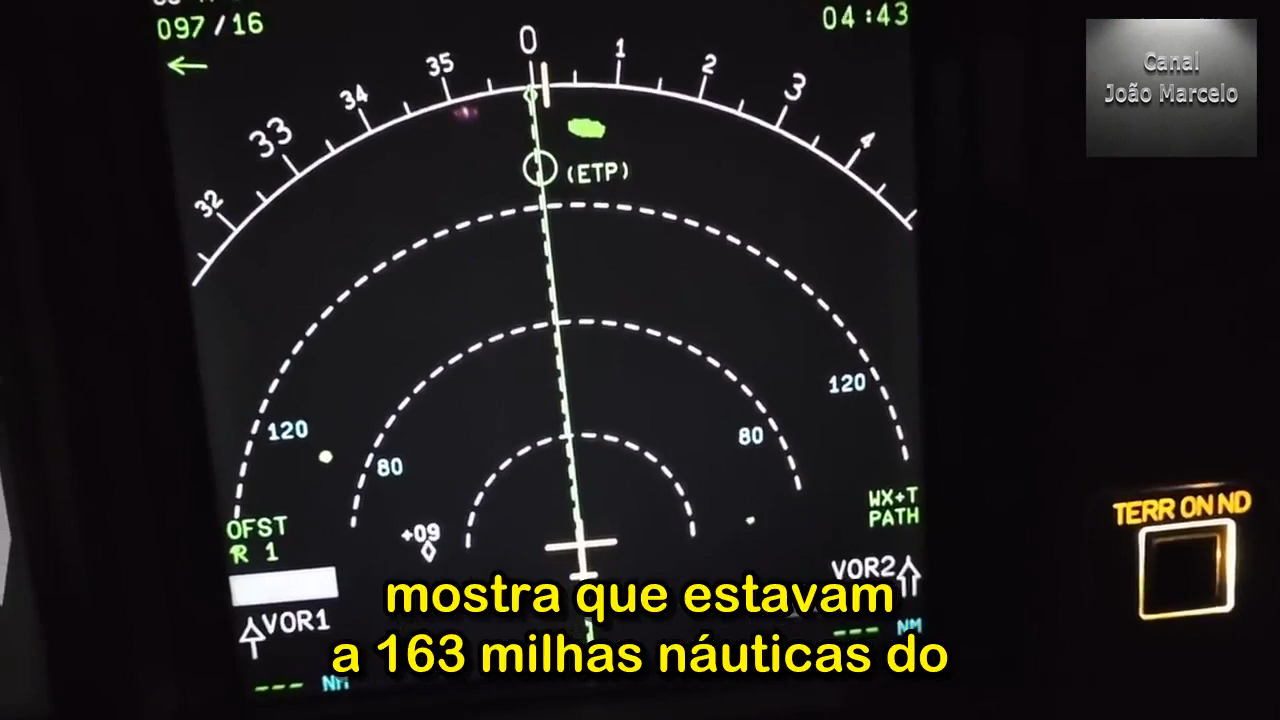 097 / 16
04:43
←
Canal
João Marcelo
32
33
34
35
0
1
2
3
4
(ETP)
120
120
80
80
OFST
R 1
+09
WX+T
PATH
TERR ON ND
VOR1
VOR2
--- NM
--- NM
mostra que estavam
a 163 milhas náuticas do